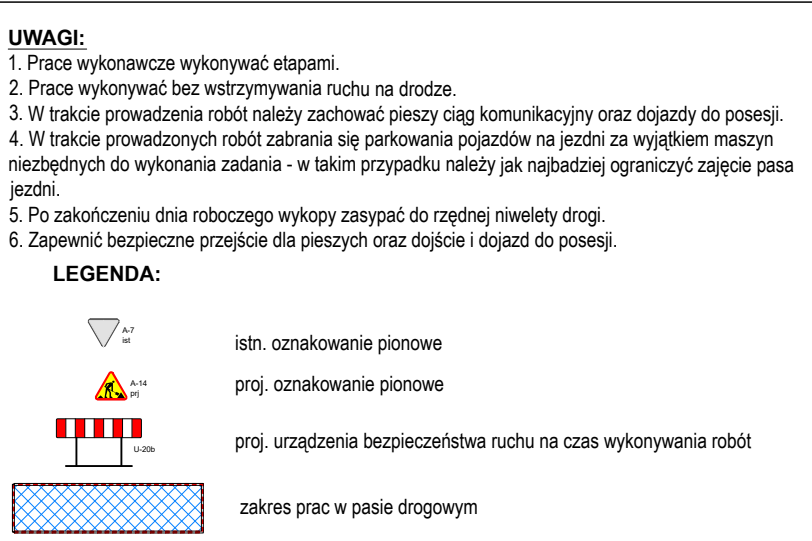 UWAGI:
1. Prace wykonawcze wykonywać etapami.
2. Prace wykonywać bez wstrzymywania ruchu na drodze.
3. W trakcie prowadzenia robót należy zachować pieszy ciąg komunikacyjny oraz dojazdy do posesji.
4. W trakcie prowadzonych robót zabrania się parkowania pojazdów na jezdni za wyjątkiem maszyn
niezbędnych do wykonania zadania - w takim przypadku należy jak najbadziej ograniczyć zajęcie pasa
jezdni.
5. Po zakończeniu dnia roboczego wykopy zasypać do rzędnej niwelety drogi.
6. Zapewnić bezpieczne przejście dla pieszych oraz dojście i dojazd do posesji.
LEGENDA:
A-7
ist
istn. oznakowanie pionowe
A-14
prj
proj. oznakowanie pionowe
U-20b
proj. urządzenia bezpieczeństwa ruchu na czas wykonywania robót
zakres prac w pasie drogowym